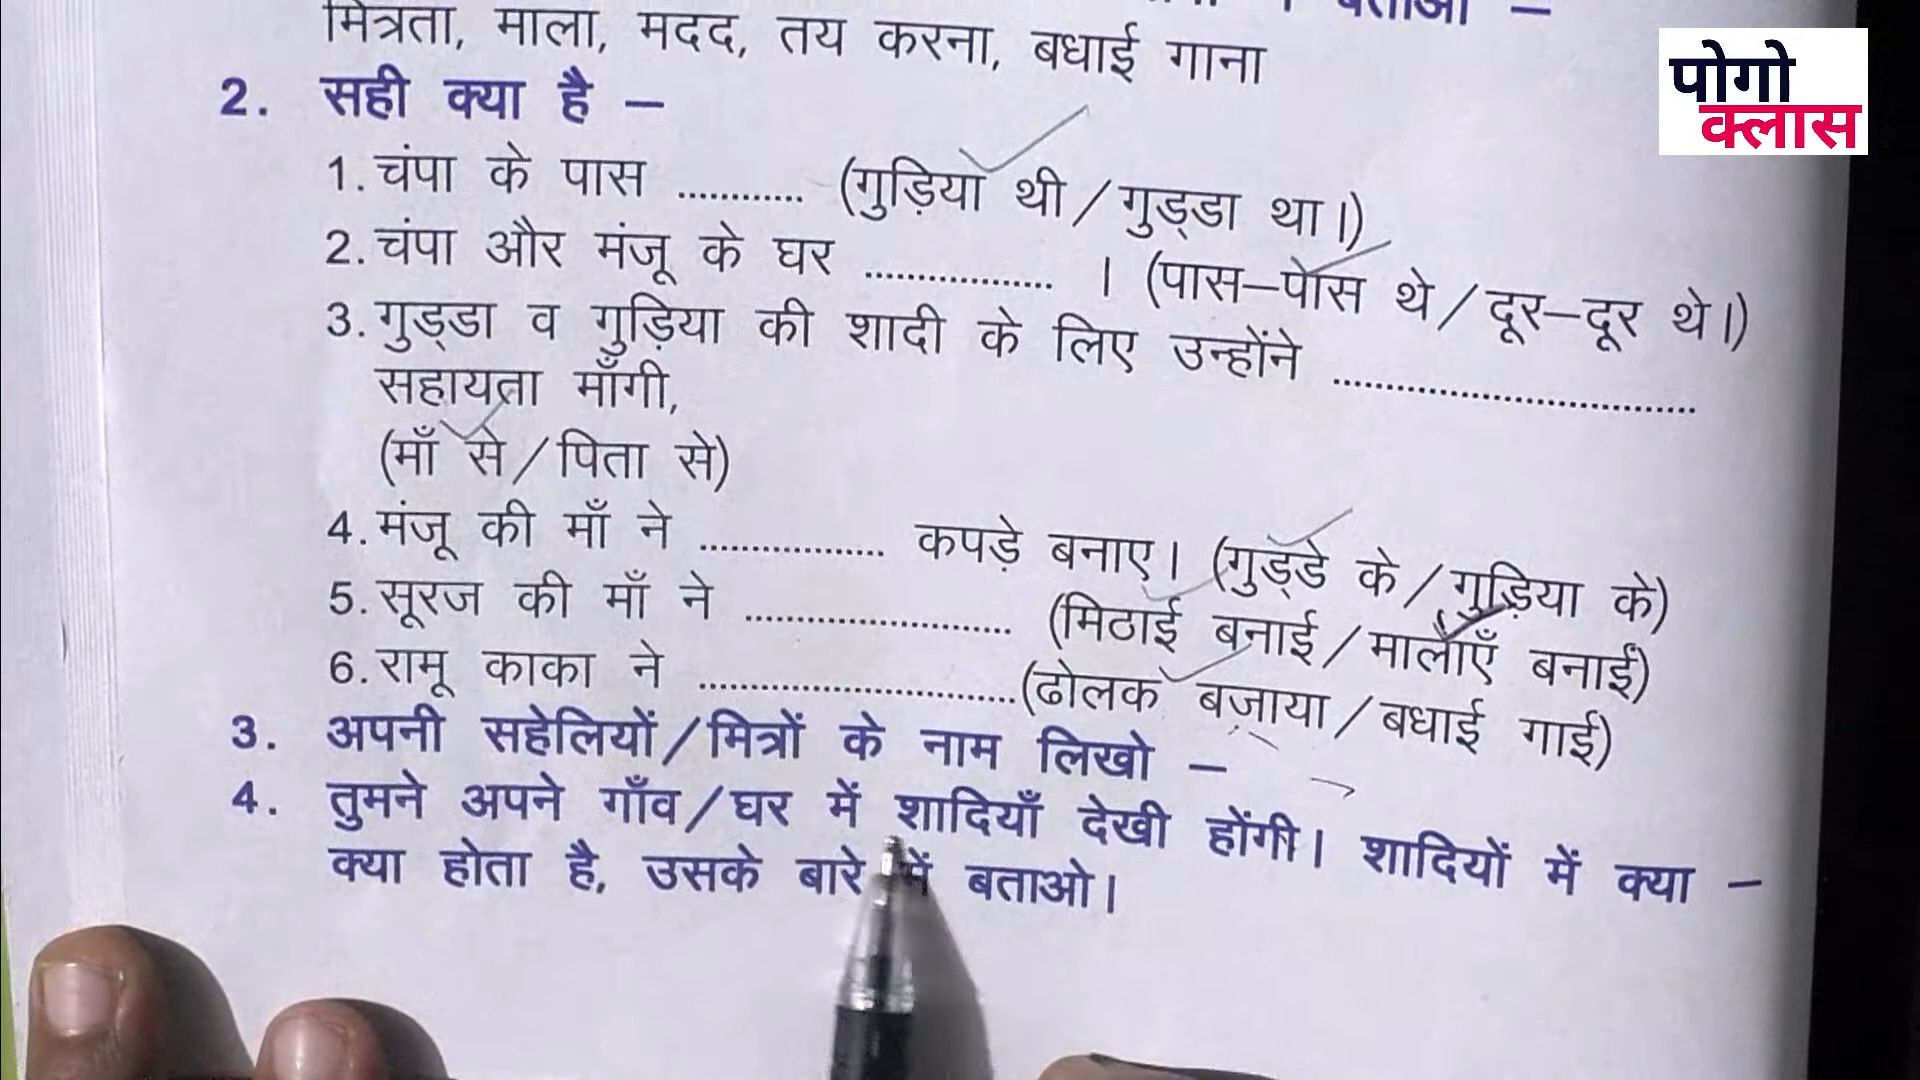 बताओ –
मित्रता, माला, मदद, तय करना, बधाई गाना
2. सही क्या है –
1. चंपा के पास ............ (गुड़िया थी / गुड्डा था।)
2. चंपा और मंजू के घर .................. । (पास–पास थे / दूर–दूर थे।)
3. गुड्डा व गुड़िया की शादी के लिए उन्होंने ...................................
सहायता माँगी,
(माँ से / पिता से)
4. मंजू की माँ ने .................. कपड़े बनाए। (गुड्डे के / गुड़िया के)
5. सूरज की माँ ने .......................... (मिठाई बनाई / मालाएँ बनाईं)
6. रामू काका ने ...............................(ढोलक बजाया / बधाई गाई)
3. अपनी सहेलियों / मित्रों के नाम लिखो –
4. तुमने अपने गाँव / घर में शादियाँ देखी होंगी। शादियों में क्या –
क्या होता है, उसके बारे में बताओ।
पोगो
क्लास